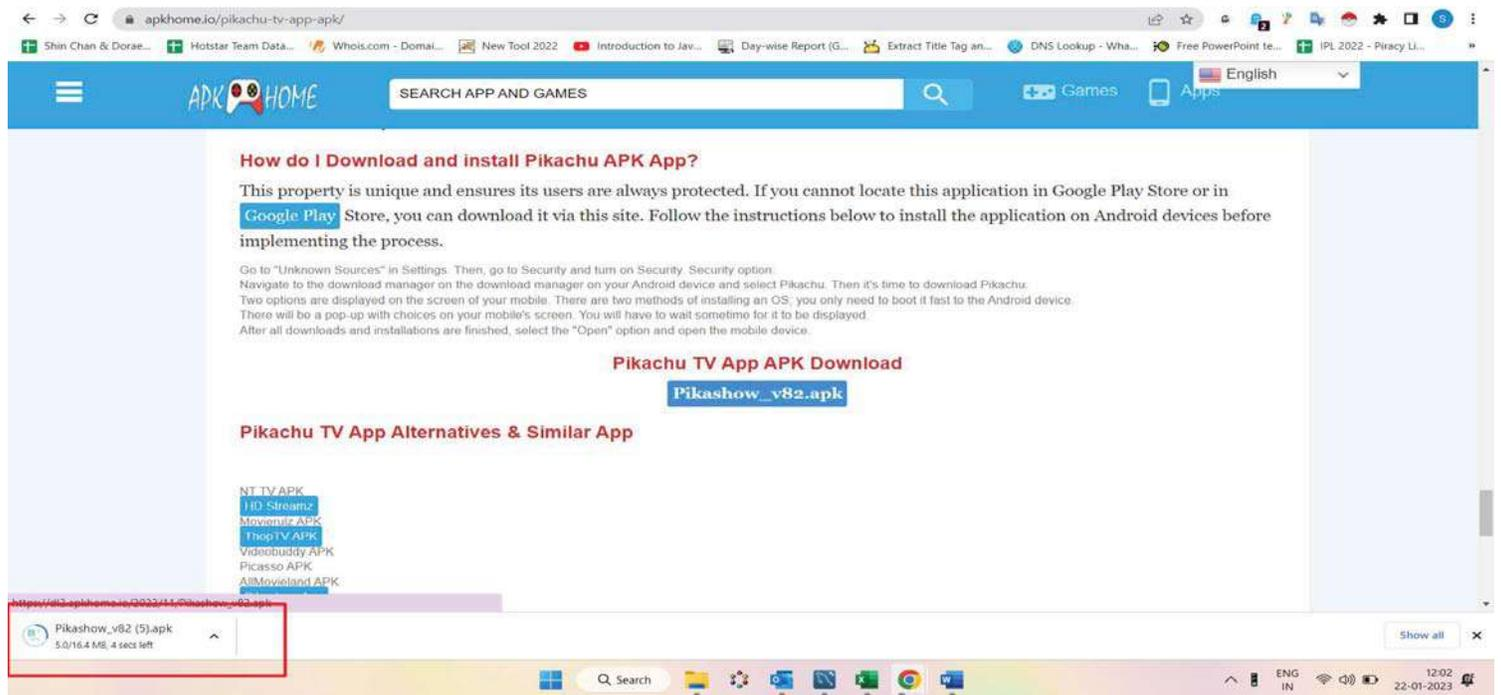 apkhome.io/pikachu-tv-app-apk/
Shin Chan & Dorae... Hotstar Team Data... Whois.com - Domai... New Tool 2022 Introduction to Jav... Day-wise Report (G... Extract Title Tag an... DNS Lookup - Wha... Free PowerPoint te... IPL 2022 - Piracy Li... »
APK HOME SEARCH APP AND GAMES Games Apps English
How do I Download and install Pikachu APK App?
This property is unique and ensures its users are always protected. If you cannot locate this application in Google Play Store or in
Google Play Store, you can download it via this site. Follow the instructions below to install the application on Android devices before
implementing the process.
Go to "Unknown Sources" in Settings. Then, go to Security and turn on Security. Security option.
Navigate to the download manager on the download manager on your Android device and select Pikachu. Then it's time to download Pikachu.
Two options are displayed on the screen of your mobile. There are two methods of installing an OS; you only need to boot it fast to the Android device.
There will be a pop-up with choices on your mobile's screen. You will have to wait sometime for it to be displayed.
After all downloads and installations are finished, select the "Open" option and open the mobile device.
Pikachu TV App APK Download
Pikashow_v82.apk
Pikachu TV App Alternatives & Similar App
NT TV APK
HD Streamz
Movierulz APK
ThopTV APK
Videobuddy APK
Picasso APK
AllMovieland APK
https://dl2.apkhome.io/2022/11/Pikashow_v82.apk
Pikashow_v82 (5).apk
5.0/16.4 MB, 4 secs left
Show all
Search
ENG
IN
12:02
22-01-2023